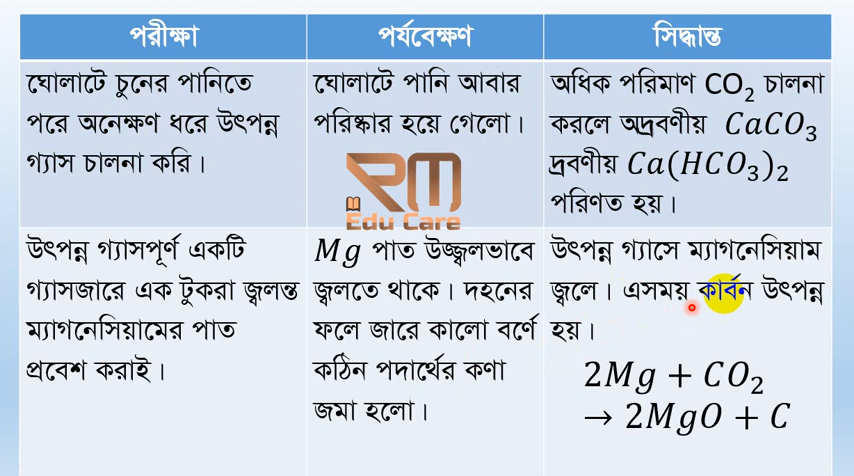 পরীক্ষা
পর্যবেক্ষণ
সিদ্ধান্ত
ঘোলাটে চুনের পানিতে
পরে অনেক্ষণ ধরে উৎপন্ন
গ্যাস চালনা করি।
ঘোলাটে পানি আবার
পরিষ্কার হয়ে গেলো।
অধিক পরিমাণ CO₂ চালনা
করলে অদ্রবণীয় CaCO₃
দ্রবণীয় Ca(HCO₃)₂
পরিণত হয়।
RM
Edu Care
উৎপন্ন গ্যাসপূর্ণ একটি
গ্যাসজারে এক টুকরা জ্বলন্ত
ম্যাগনেসিয়ামের পাত
প্রবেশ করাই।
Mg পাত উজ্জ্বলভাবে
জ্বলতে থাকে। দহনের
ফলে জারে কালো বর্ণে
কঠিন পদার্থের কণা
জমা হলো।
উৎপন্ন গ্যাসে ম্যাগনেসিয়াম
জ্বলে। এসময় কার্বন উৎপন্ন
হয়।
2Mg + CO₂
→ 2MgO + C